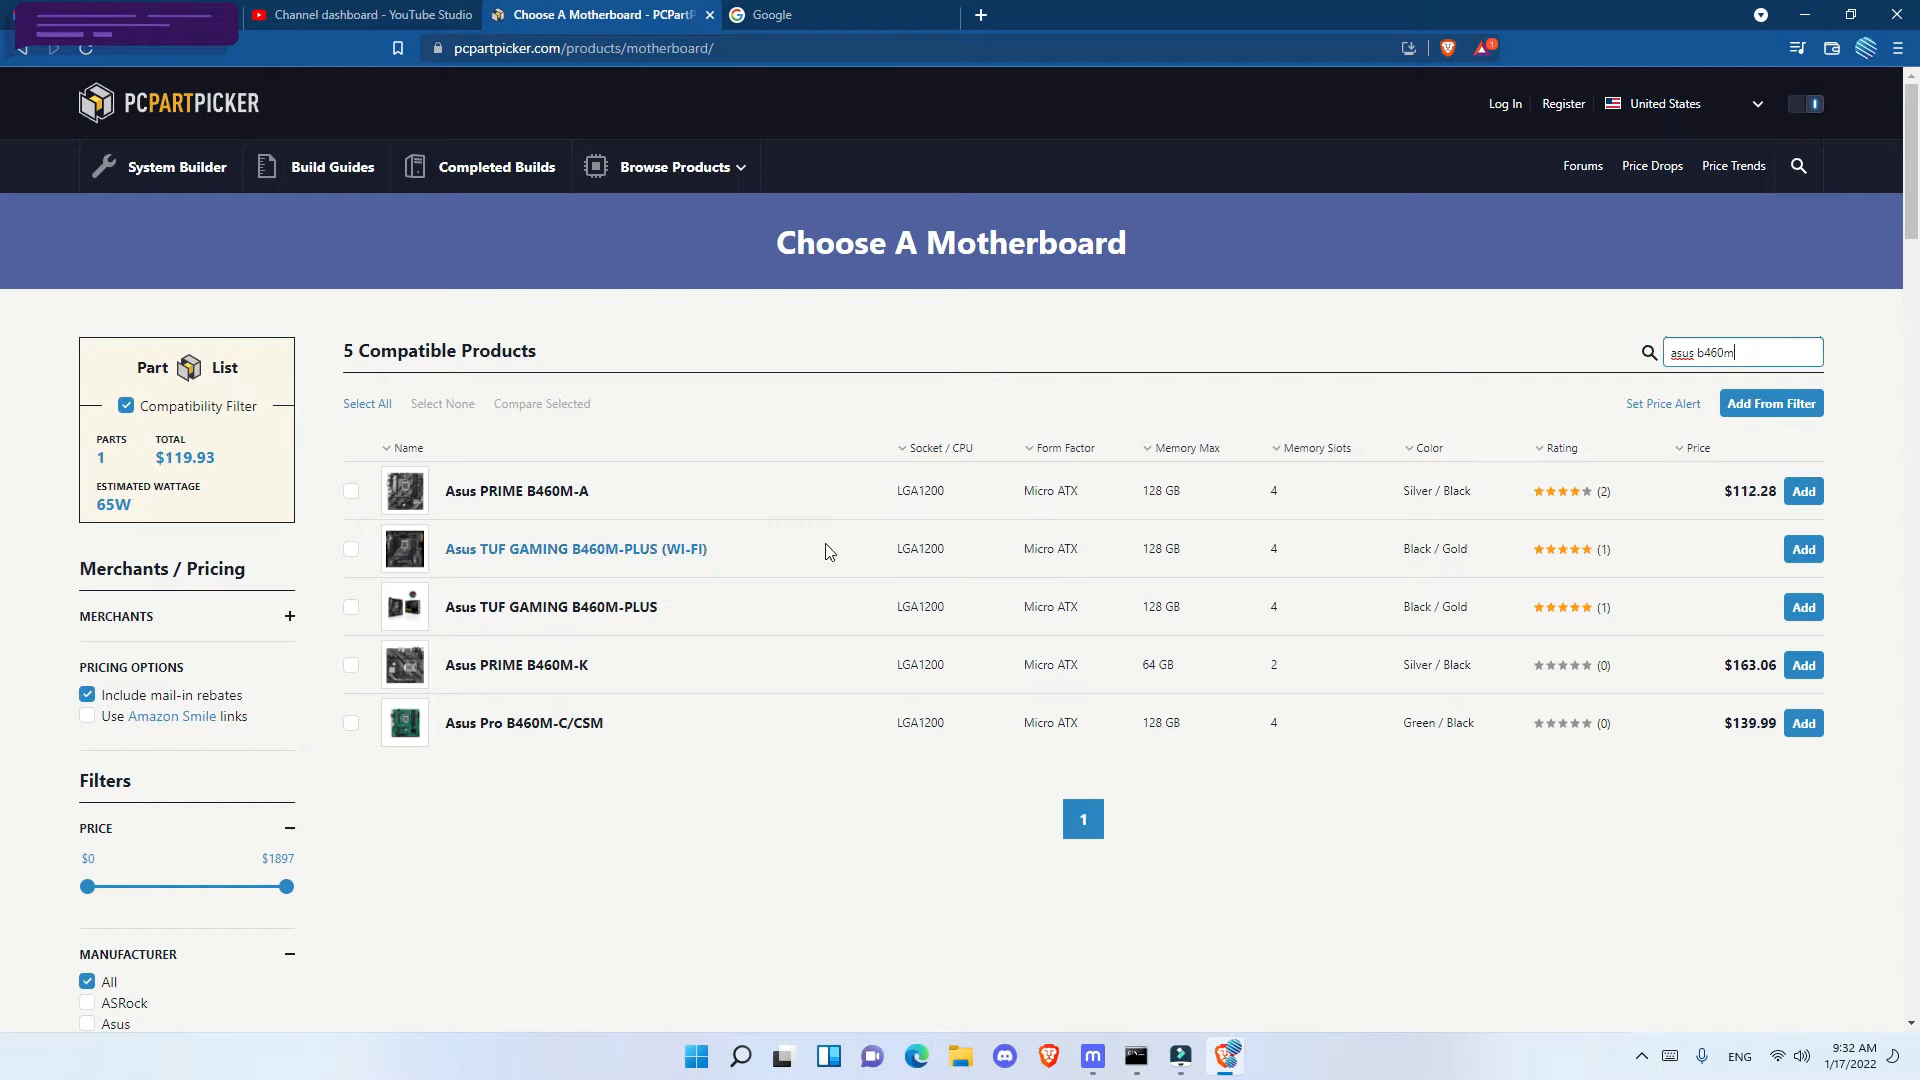 Channel dashboard - YouTube Studio
Choose A Motherboard - PCPartP
Google
pcpartpicker.com/products/motherboard/
1
PCPARTPICKER
Log In
Register
United States
System Builder
Build Guides
Completed Builds
Browse Products
Forums
Price Drops
Price Trends
Choose A Motherboard
Part List
Compatibility Filter
PARTS TOTAL
1 $119.93
ESTIMATED WATTAGE
65W
5 Compatible Products
asus b460m
Select All
Select None
Compare Selected
Set Price Alert
Add From Filter
Name Socket / CPU Form Factor Memory Max Memory Slots Color Rating Price
Asus PRIME B460M-A LGA1200 Micro ATX 128 GB 4 Silver / Black (2) $112.28 Add
Asus TUF GAMING B460M-PLUS (WI-FI) LGA1200 Micro ATX 128 GB 4 Black / Gold (1) Add
Asus TUF GAMING B460M-PLUS LGA1200 Micro ATX 128 GB 4 Black / Gold (1) Add
Asus PRIME B460M-K LGA1200 Micro ATX 64 GB 2 Silver / Black (0) $163.06 Add
Asus Pro B460M-C/CSM LGA1200 Micro ATX 128 GB 4 Green / Black (0) $139.99 Add
1
Merchants / Pricing
MERCHANTS
PRICING OPTIONS
Include mail-in rebates
Use Amazon Smile links
Filters
PRICE
$0 $1897
MANUFACTURER
All
ASRock
Asus
ENG
9:32 AM
1/17/2022